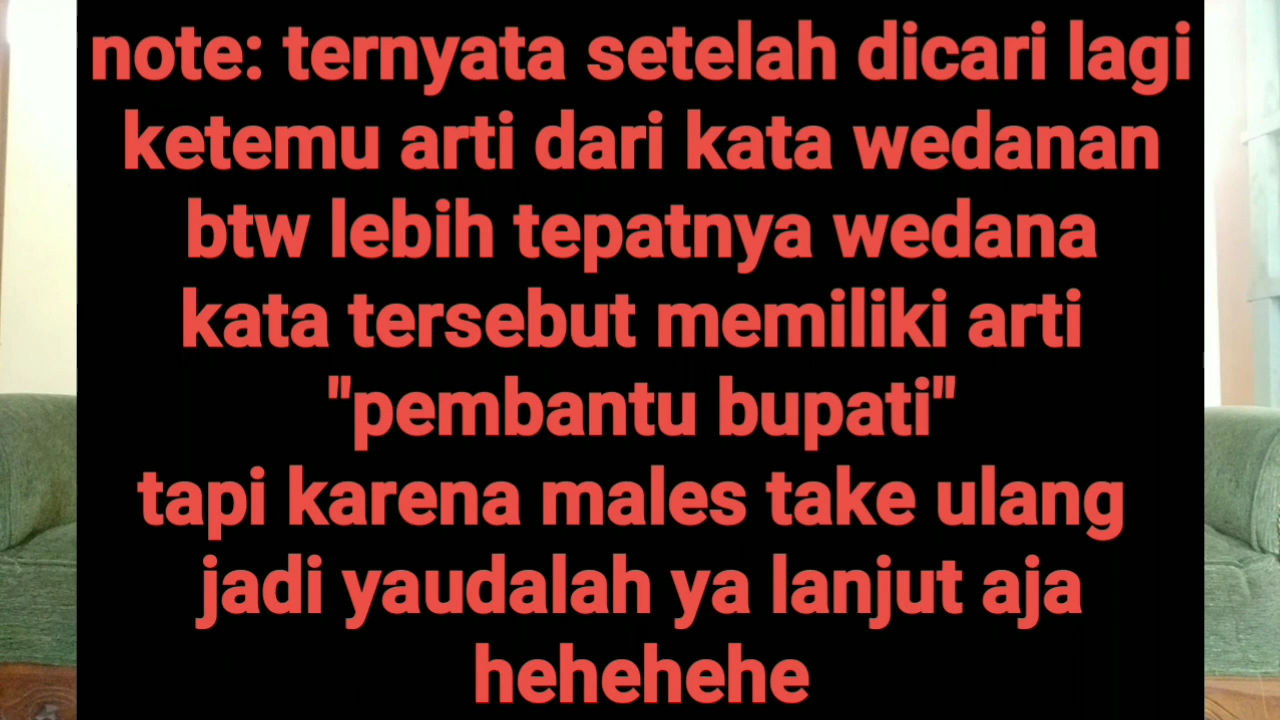 note: ternyata setelah dicari lagi
ketemu arti dari kata wedanan
btw lebih tepatnya wedana
kata tersebut memiliki arti
"pembantu bupati"
tapi karena males take ulang
jadi yaudalah ya lanjut aja
hehehehe